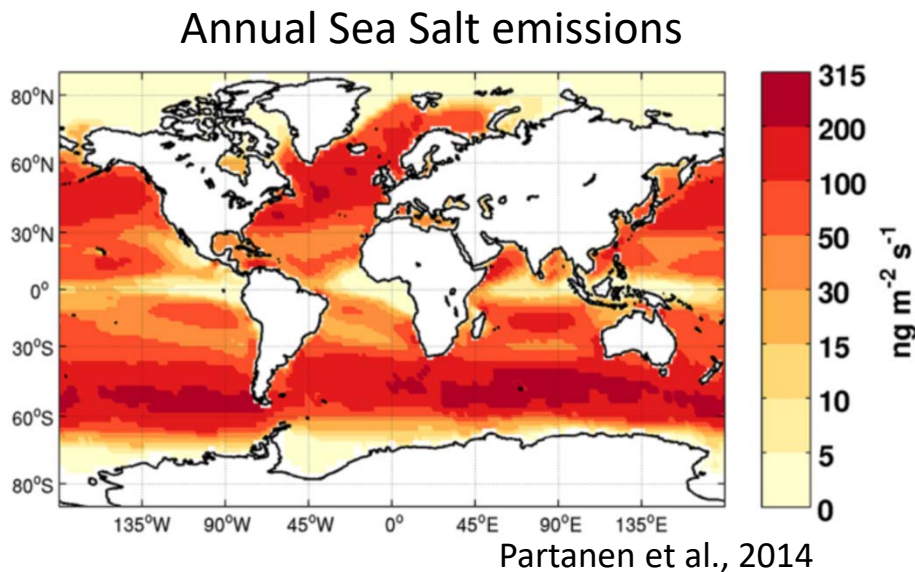 Annual Sea Salt emissions
80°N
60°N
30°N
0°
30°S
60°S
80°S
135°W 90°W 45°W 0° 45°E 90°E 135°E
315
200
100
50
30
15
10
5
0
ng m⁻² s⁻¹
Partanen et al., 2014